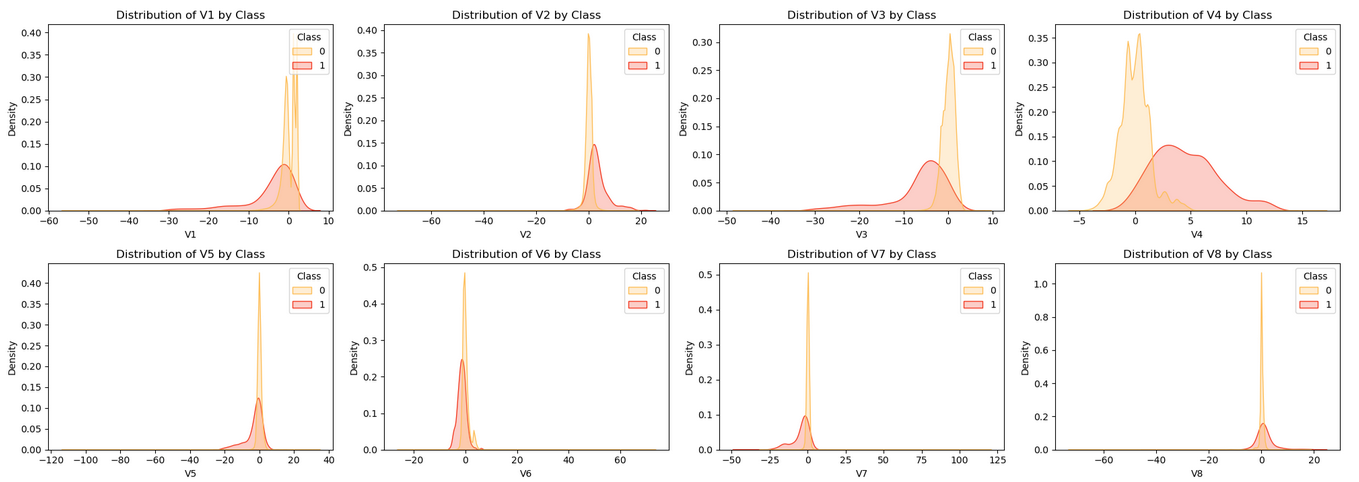 Distribution of V1 by Class
Distribution of V2 by Class
Distribution of V3 by Class
Distribution of V4 by Class
Class
0
1
Class
0
1
Class
0
1
Class
0
1
Density
0.40
0.35
0.30
0.25
0.20
0.15
0.10
0.05
0.00
−60 −50 −40 −30 −20 −10 0 10
V1
Density
0.40
0.35
0.30
0.25
0.20
0.15
0.10
0.05
0.00
−60 −40 −20 0 20
V2
Density
0.30
0.25
0.20
0.15
0.10
0.05
0.00
−50 −40 −30 −20 −10 0 10
V3
Density
0.35
0.30
0.25
0.20
0.15
0.10
0.05
0.00
−5 0 5 10 15
V4
Distribution of V5 by Class
Distribution of V6 by Class
Distribution of V7 by Class
Distribution of V8 by Class
Class
0
1
Class
0
1
Class
0
1
Class
0
1
Density
0.40
0.35
0.30
0.25
0.20
0.15
0.10
0.05
0.00
−120 −100 −80 −60 −40 −20 0 20 40
V5
Density
0.5
0.4
0.3
0.2
0.1
0.0
−20 0 20 40 60
V6
Density
0.5
0.4
0.3
0.2
0.1
0.0
−50 −25 0 25 50 75 100 125
V7
Density
1.0
0.8
0.6
0.4
0.2
0.0
−60 −40 −20 0 20
V8